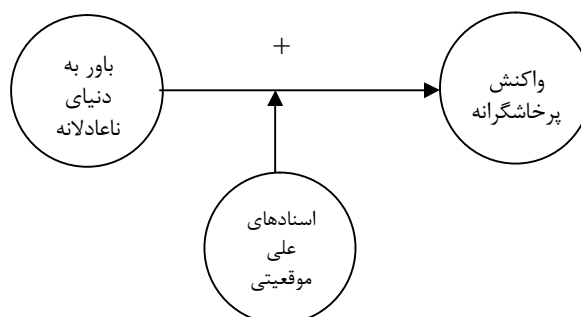 +
باور به
دنیای
ناعادلانه
واکنش
پرخاشگرانه
اسنادهای
علی
موقعیتی